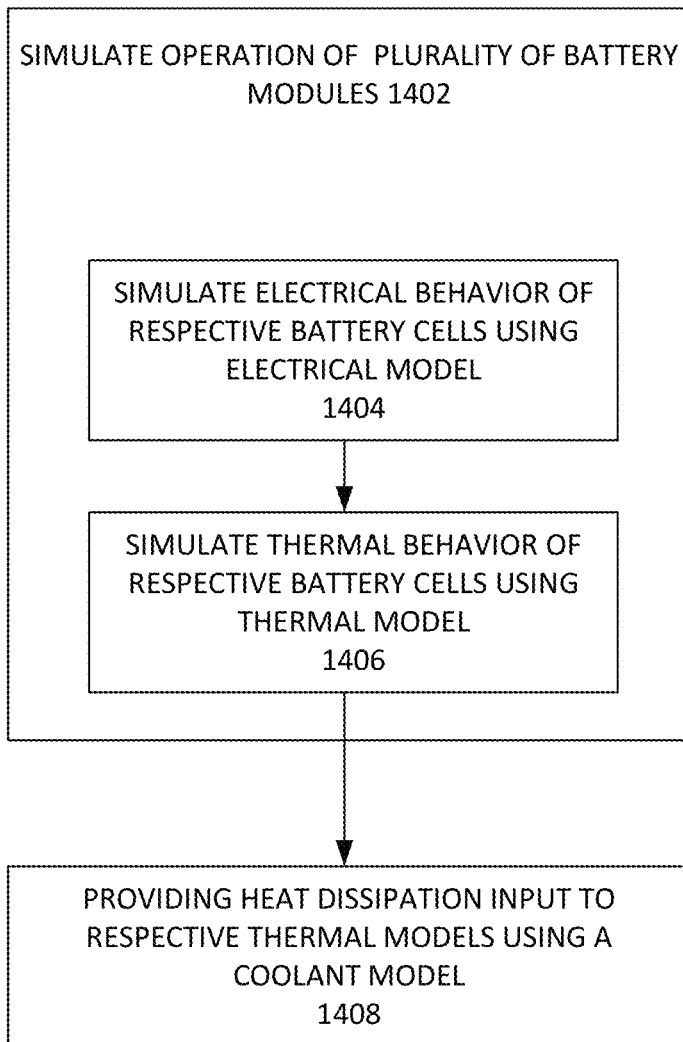 SIMULATE OPERATION OF PLURALITY OF BATTERY
MODULES 1402
SIMULATE ELECTRICAL BEHAVIOR OF
RESPECTIVE BATTERY CELLS USING
ELECTRICAL MODEL
1404
SIMULATE THERMAL BEHAVIOR OF
RESPECTIVE BATTERY CELLS USING
THERMAL MODEL
1406
PROVIDING HEAT DISSIPATION INPUT TO
RESPECTIVE THERMAL MODELS USING A
COOLANT MODEL
1408